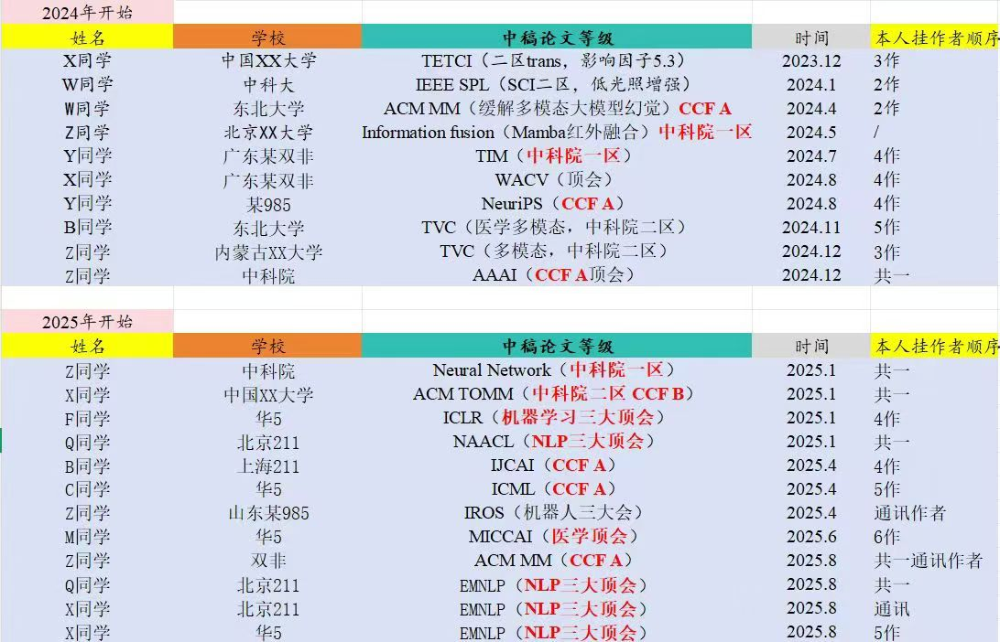 2024年开始
姓名 学校 中稿论文等级 时间 本人挂作者顺序
X同学 中国XX大学 TETCI（二区trans，影响因子5.3） 2023.12 3作
W同学 中科大 IEEE SPL（SCI二区，低光照增强） 2024.1 2作
W同学 东北大学 ACM MM（缓解多模态大模型幻觉）CCF A 2024.4 2作
Z同学 北京XX大学 Information fusion（Mamba红外融合）中科院一区 2024.5 /
Y同学 广东某双非 TIM（中科院一区） 2024.7 4作
X同学 广东某双非 WACV（顶会） 2024.8 4作
Y同学 某985 NeuriPS（CCF A） 2024.8 4作
B同学 东北大学 TVC（医学多模态，中科院二区） 2024.11 5作
Z同学 内蒙古XX大学 TVC（多模态，中科院二区） 2024.12 3作
Z同学 中科院 AAAI（CCF A顶会） 2024.12 共一
2025年开始
姓名 学校 中稿论文等级 时间 本人挂作者顺序
Z同学 中科院 Neural Network（中科院一区） 2025.1 共一
X同学 中国XX大学 ACM TOMM（中科院二区 CCF B） 2025.1 共一
F同学 华5 ICLR（机器学习三大顶会） 2025.1 4作
Q同学 北京211 NAACL（NLP三大顶会） 2025.1 共一
B同学 上海211 IJCAI（CCF A） 2025.4 4作
C同学 华5 ICML（CCF A） 2025.4 5作
Z同学 山东某985 IROS（机器人三大会） 2025.4 通讯作者
M同学 华5 MICCAI（医学顶会） 2025.6 6作
Z同学 双非 ACM MM（CCF A） 2025.8 共一通讯作者
Q同学 北京211 EMNLP（NLP三大顶会） 2025.8 共一
X同学 北京211 EMNLP（NLP三大顶会） 2025.8 通讯
X同学 华5 EMNLP（NLP三大顶会） 2025.8 5作